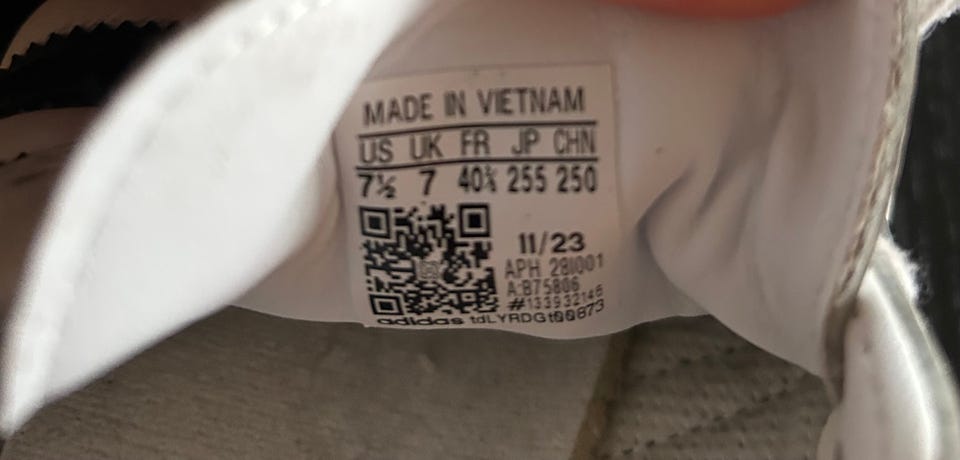 MADE IN VIETNAM
US UK FR JP CHN
7½ 7 40⅔ 255 250
11/23
APH 281001
A:B75806
#133932146
adidas tdLYRDGt00873